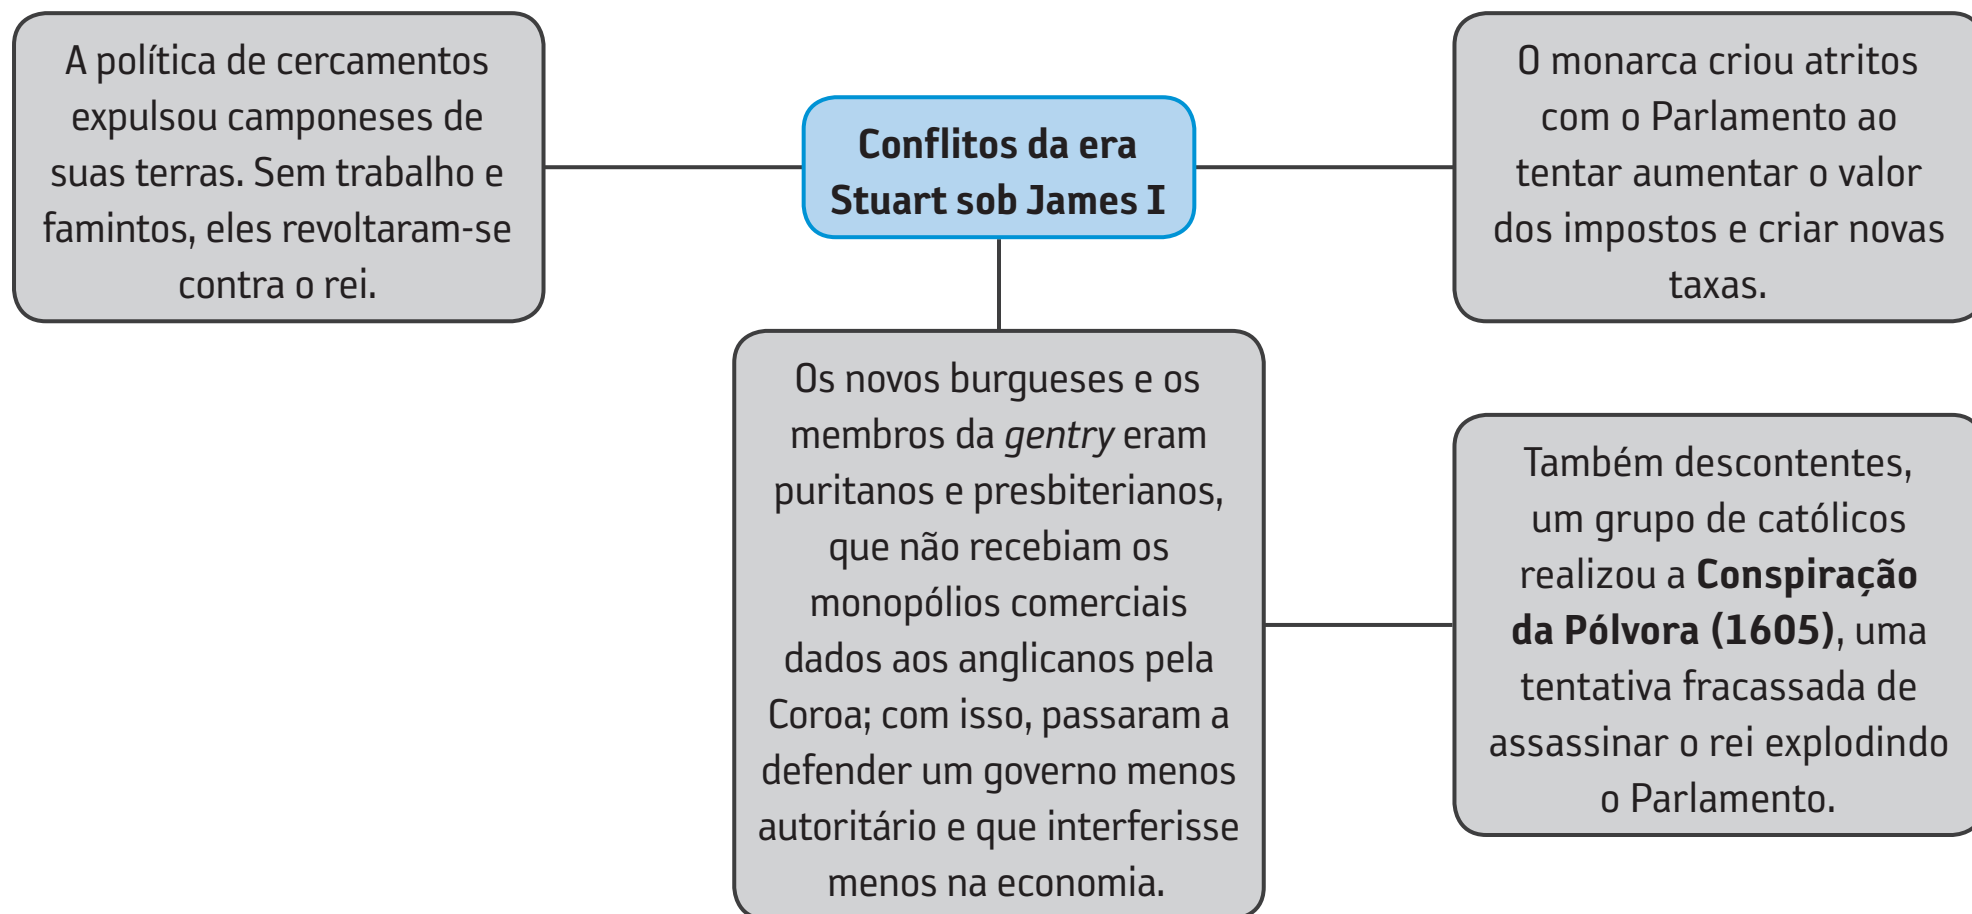 A política de cercamentos
expulsou camponeses de
suas terras. Sem trabalho e
famintos, eles revoltaram-se
contra o rei.
Conflitos da era
Stuart sob James I
O monarca criou atritos
com o Parlamento ao
tentar aumentar o valor
dos impostos e criar novas
taxas.
Os novos burgueses e os
membros da gentry eram
puritanos e presbiterianos,
que não recebiam os
monopólios comerciais
dados aos anglicanos pela
Coroa; com isso, passaram a
defender um governo menos
autoritário e que interferisse
menos na economia.
Também descontentes,
um grupo de católicos
realizou a Conspiração
da Pólvora (1605), uma
tentativa fracassada de
assassinar o rei explodindo
o Parlamento.